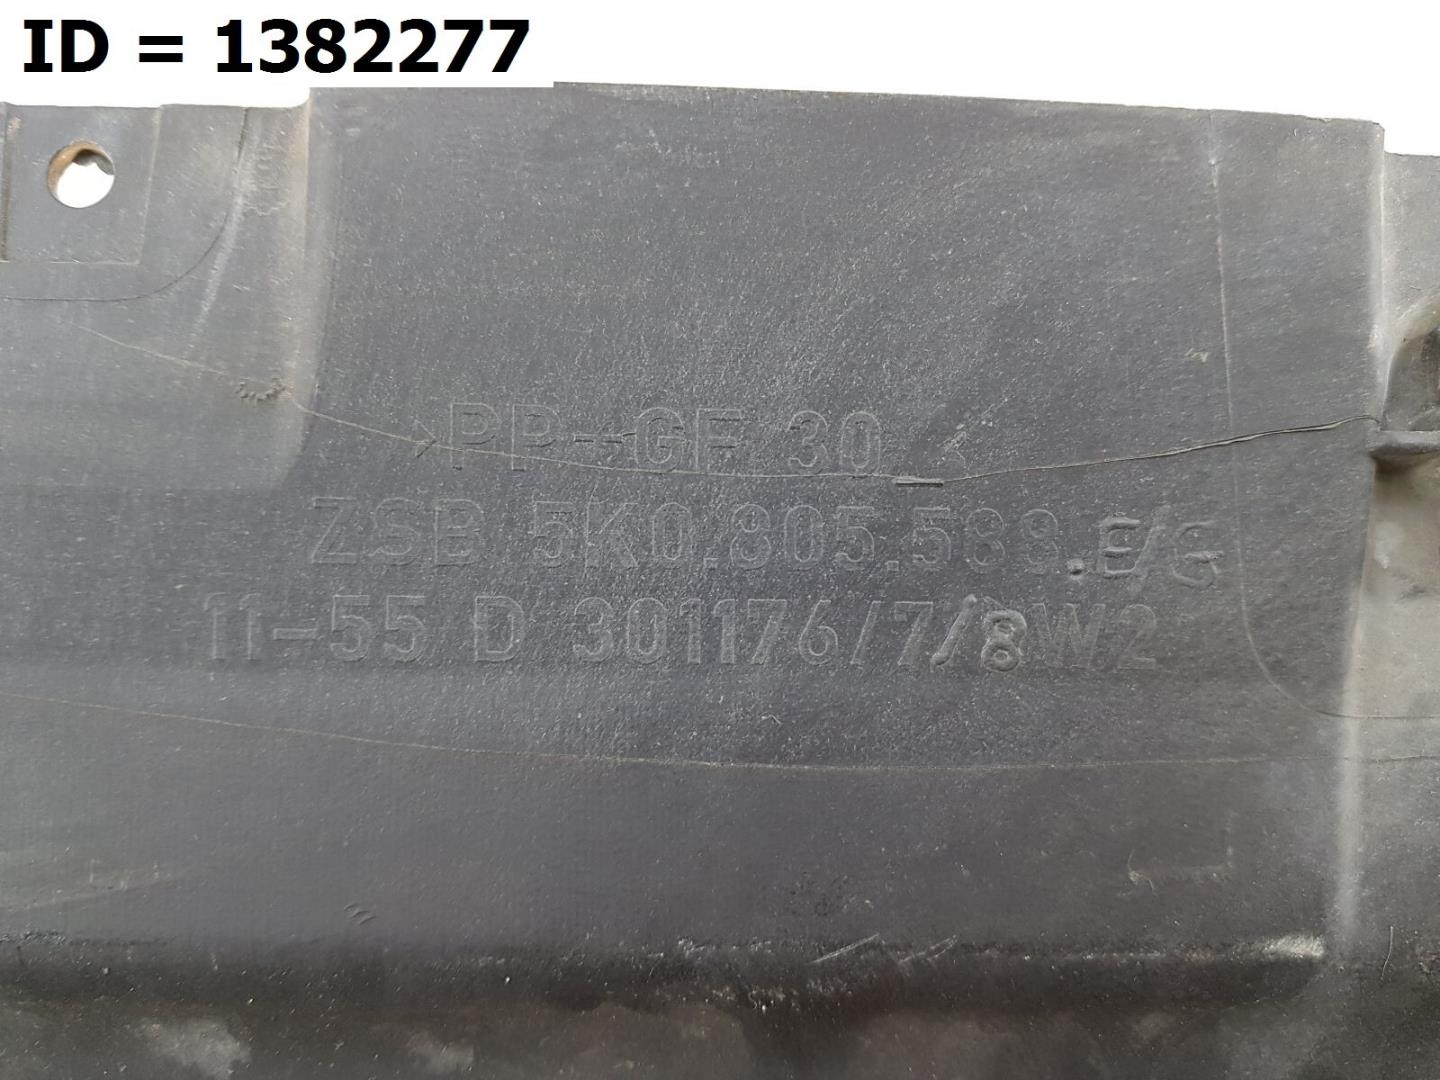 ID = 1382277
>PP-GF 30<
ZSB 5K0.805.588.E/G
11-55 D 301176/7/8W2